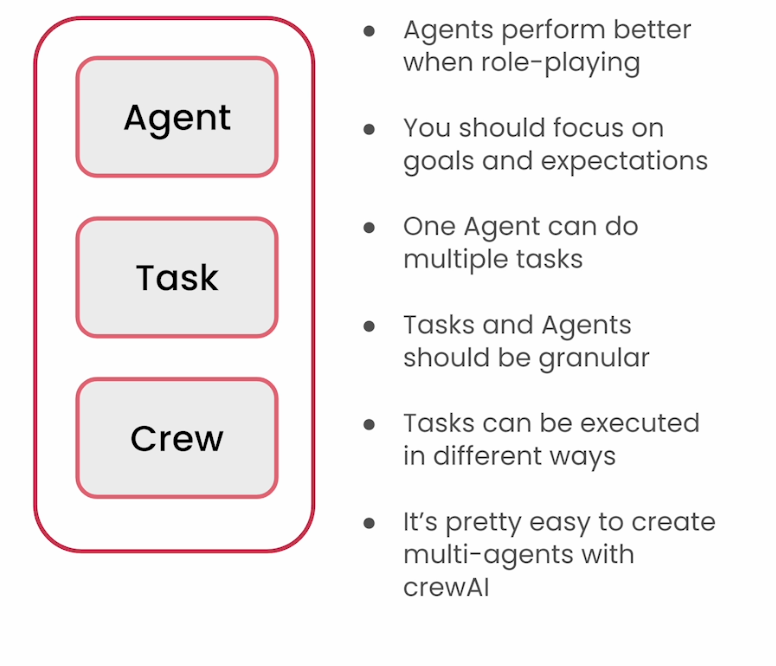 Agent
Task
Crew
● Agents perform better
when role-playing
● You should focus on
goals and expectations
● One Agent can do
multiple tasks
● Tasks and Agents
should be granular
● Tasks can be executed
in different ways
● It’s pretty easy to create
multi-agents with
crewAI